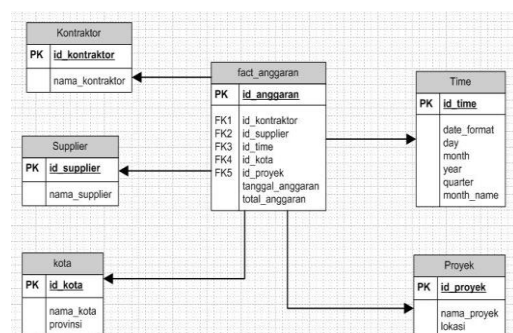 Kontraktor
PK id_kontraktor
nama_kontraktor
Supplier
PK id_supplier
nama_supplier
kota
PK id_kota
nama_kota
provinsi
fact_anggaran
PK id_anggaran
FK1 id_kontraktor
FK2 id_supplier
FK3 id_time
FK4 id_kota
FK5 id_proyek
tanggal_anggaran
total_anggaran
Time
PK id_time
date_format
day
month
year
quarter
month_name
Proyek
PK id_proyek
nama_proyek
lokasi